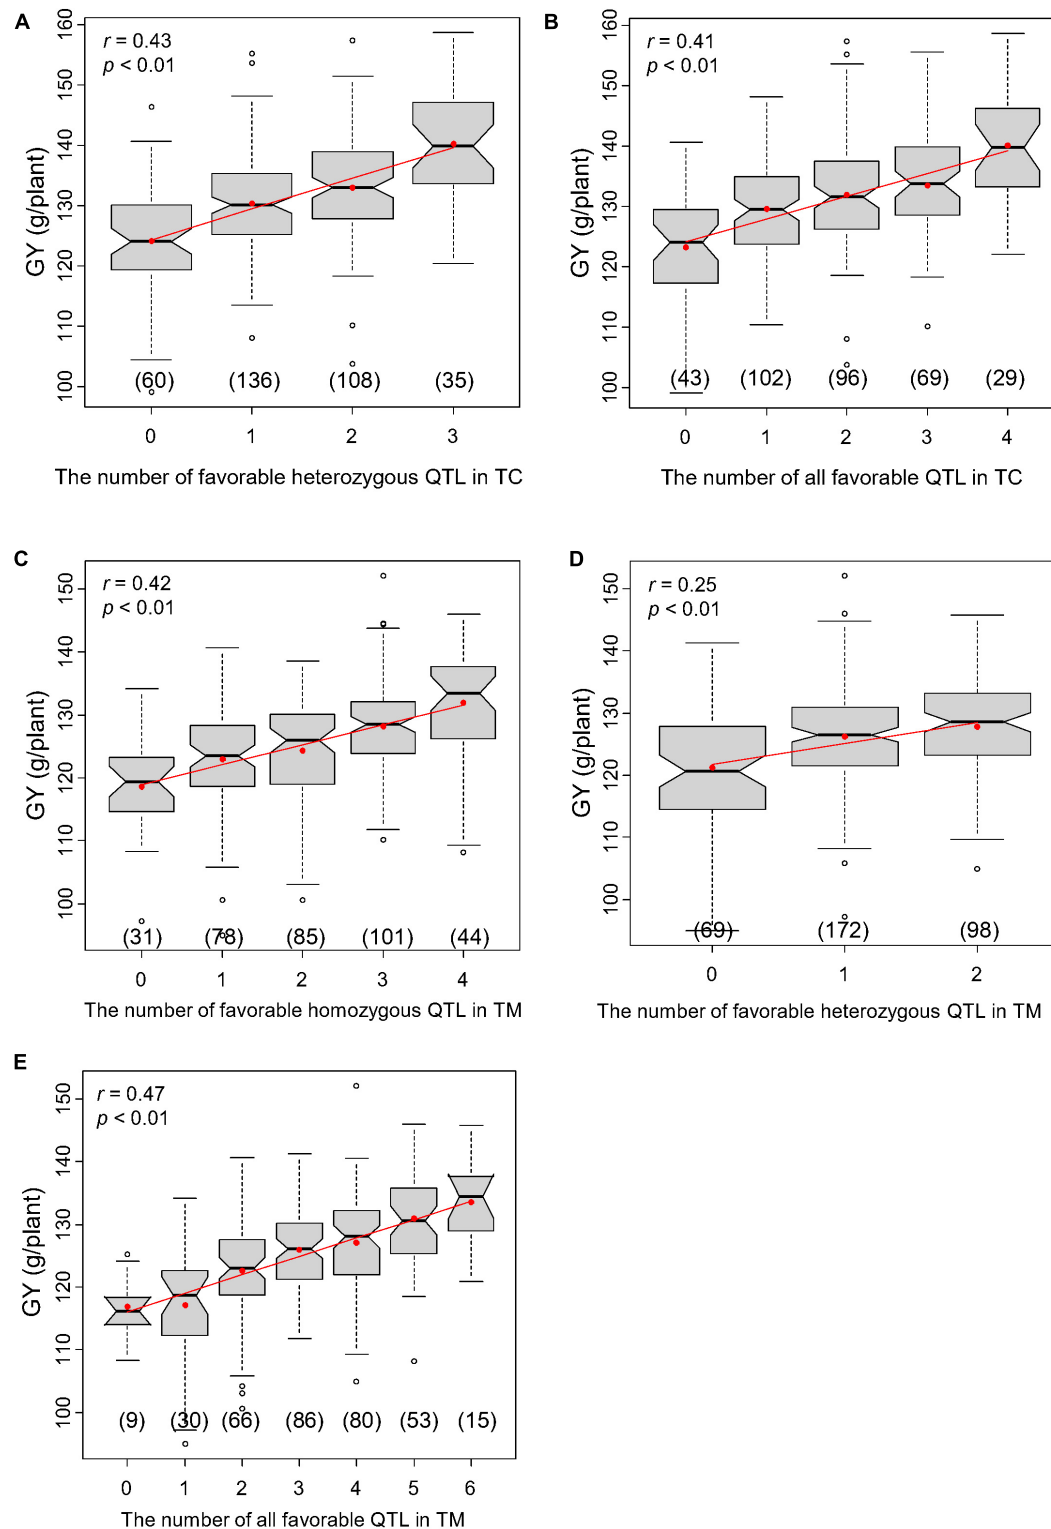 A
r = 0.43
p < 0.01
GY (g/plant)
160
150
140
130
120
110
100
(60) (136) (108) (35)
0 1 2 3
The number of favorable heterozygous QTL in TC
B
r = 0.41
p < 0.01
GY (g/plant)
160
150
140
130
120
110
100
(43) (102) (96) (69) (29)
0 1 2 3 4
The number of all favorable QTL in TC
C
r = 0.42
p < 0.01
GY (g/plant)
150
140
130
120
110
100
(31) (78) (85) (101) (44)
0 1 2 3 4
The number of favorable homozygous QTL in TM
D
r = 0.25
p < 0.01
GY (g/plant)
150
140
130
120
110
100
(69) (172) (98)
0 1 2
The number of favorable heterozygous QTL in TM
E
r = 0.47
p < 0.01
GY (g/plant)
150
140
130
120
110
100
(9) (30) (66) (86) (80) (53) (15)
0 1 2 3 4 5 6
The number of all favorable QTL in TM